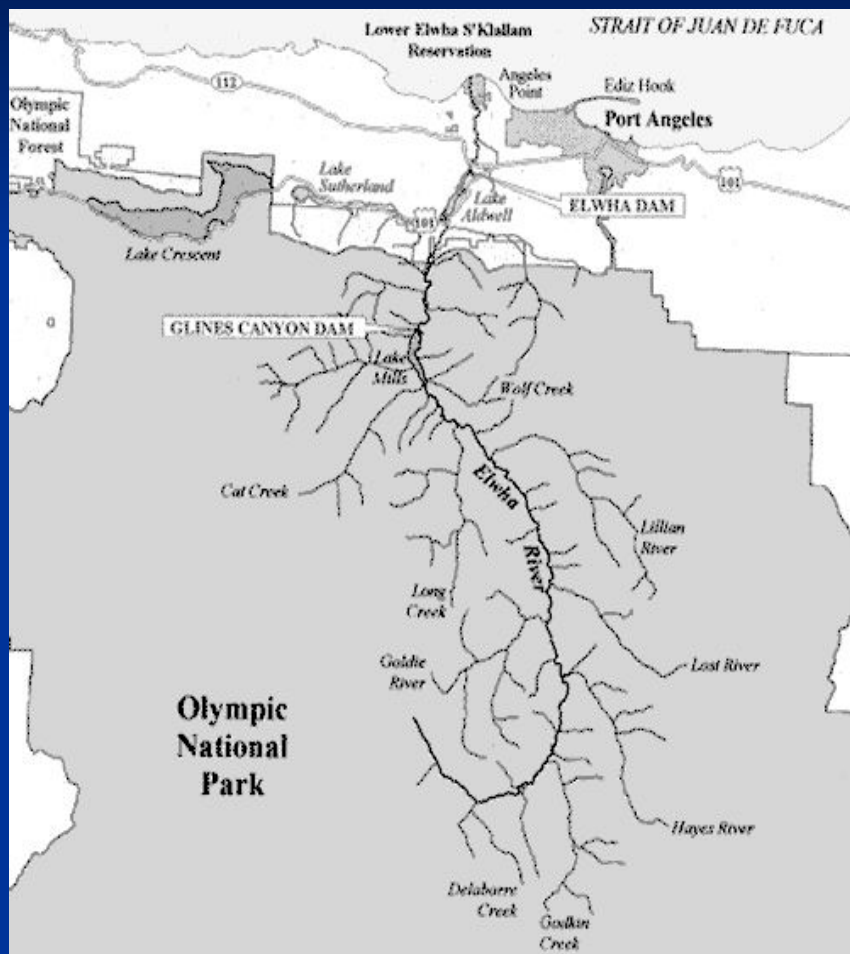 Lower Elwha S'Klallam
Reservation
STRAIT OF JUAN DE FUCA
Angeles
Point
Ediz Hook
Port Angeles
112
Olympic
National
Forest
Lake
Sutherland
Lake
Aldwell
101
101
ELWHA DAM
Lake Crescent
GLINES CANYON DAM
Lake
Mills
Wolf Creek
Cat Creek
Elwha
River
Lillian
River
Long
Creek
Goldie
River
Lost River
Olympic
National
Park
Hayes River
Delabarre
Creek
Godkin
Creek